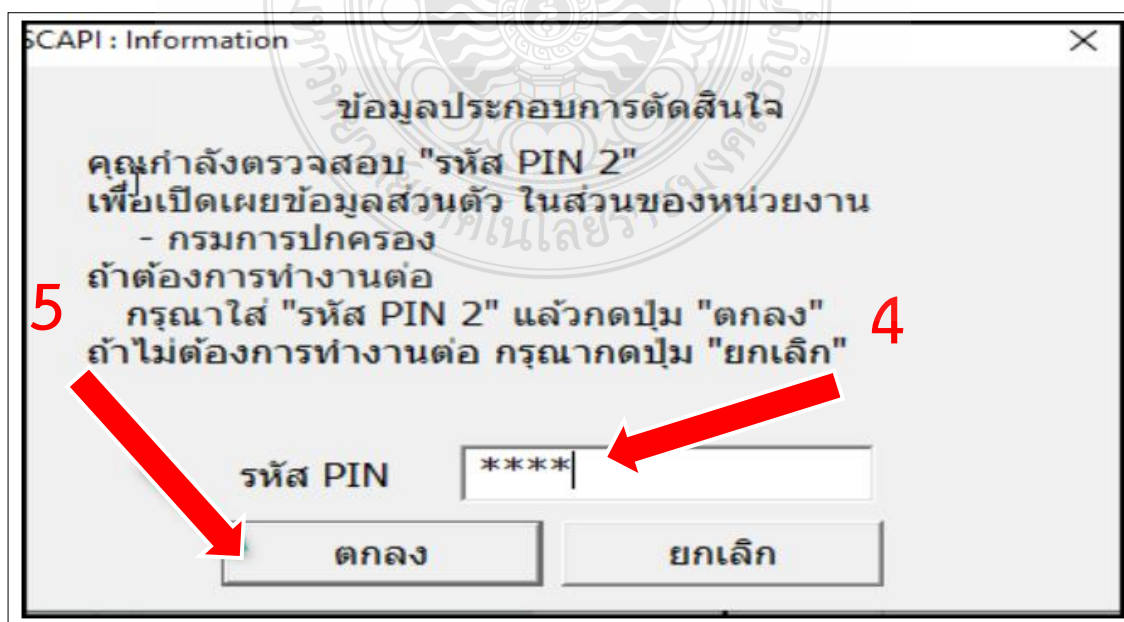 SCAPI : Information
ข้อมูลประกอบการตัดสินใจ
คุณกำลังตรวจสอบ "รหัส PIN 2"
เพื่อเปิดเผยข้อมูลส่วนตัว ในส่วนของหน่วยงาน
- กรมการปกครอง
ถ้าต้องการทำงานต่อ
กรุณาใส่ "รหัส PIN 2" แล้วกดปุ่ม "ตกลง"
ถ้าไม่ต้องการทำงานต่อ กรุณากดปุ่ม "ยกเลิก"
5
4
รหัส PIN
****
ตกลง
ยกเลิก